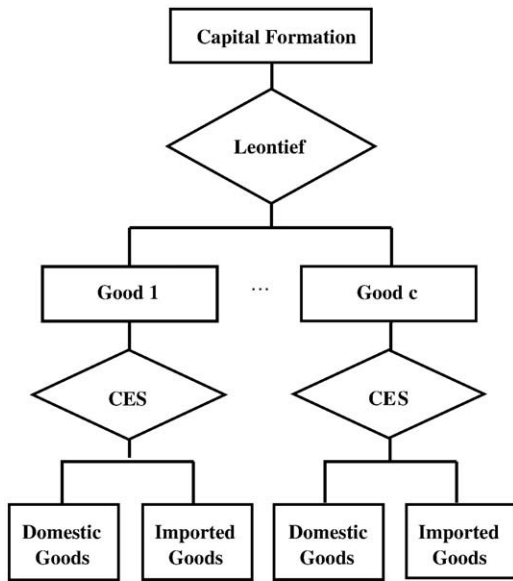 Capital Formation
Leontief
Good 1
...
Good c
CES
CES
Domestic
Goods
Imported
Goods
Domestic
Goods
Imported
Goods